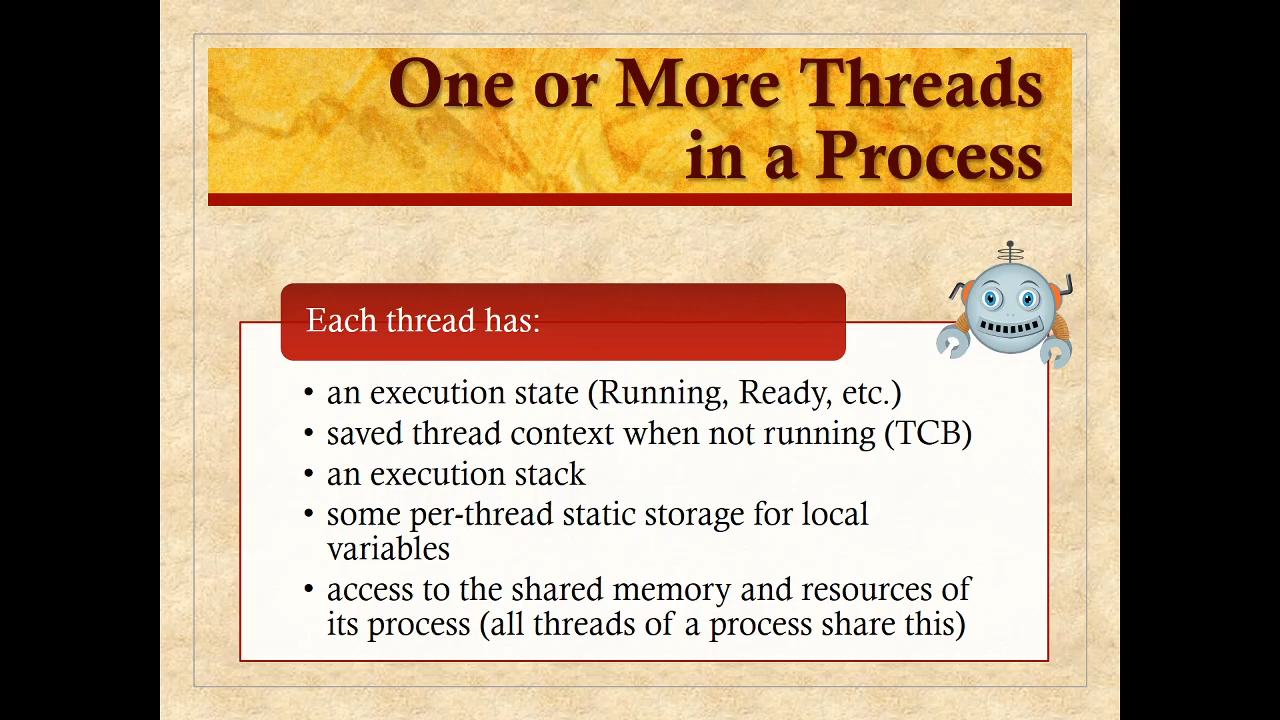 One or More Threads
in a Process
Each thread has:
• an execution state (Running, Ready, etc.)
• saved thread context when not running (TCB)
• an execution stack
• some per-thread static storage for local
variables
• access to the shared memory and resources of
its process (all threads of a process share this)